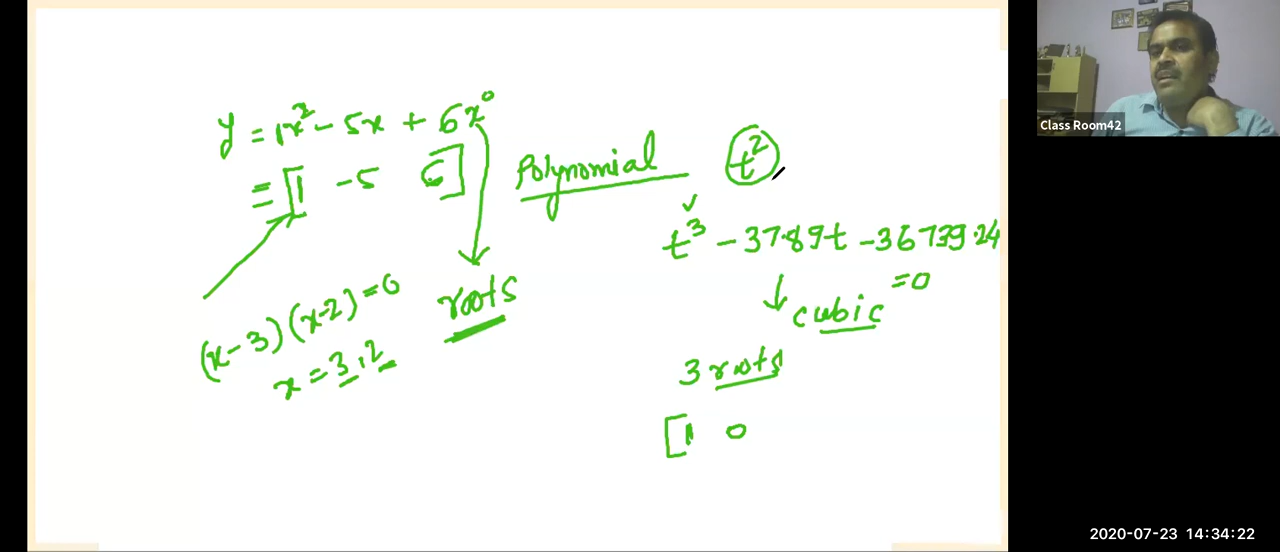 y = 1x² - 5x + 6x⁰
= [1 -5 6]
Polynomial
t²
t³ - 37.89t - 36739.24 = 0
cubic
(x-3)(x-2)=0
x = 3, 2
roots
3 roots
[1 0
Class Room42
2020-07-23 14:34:22